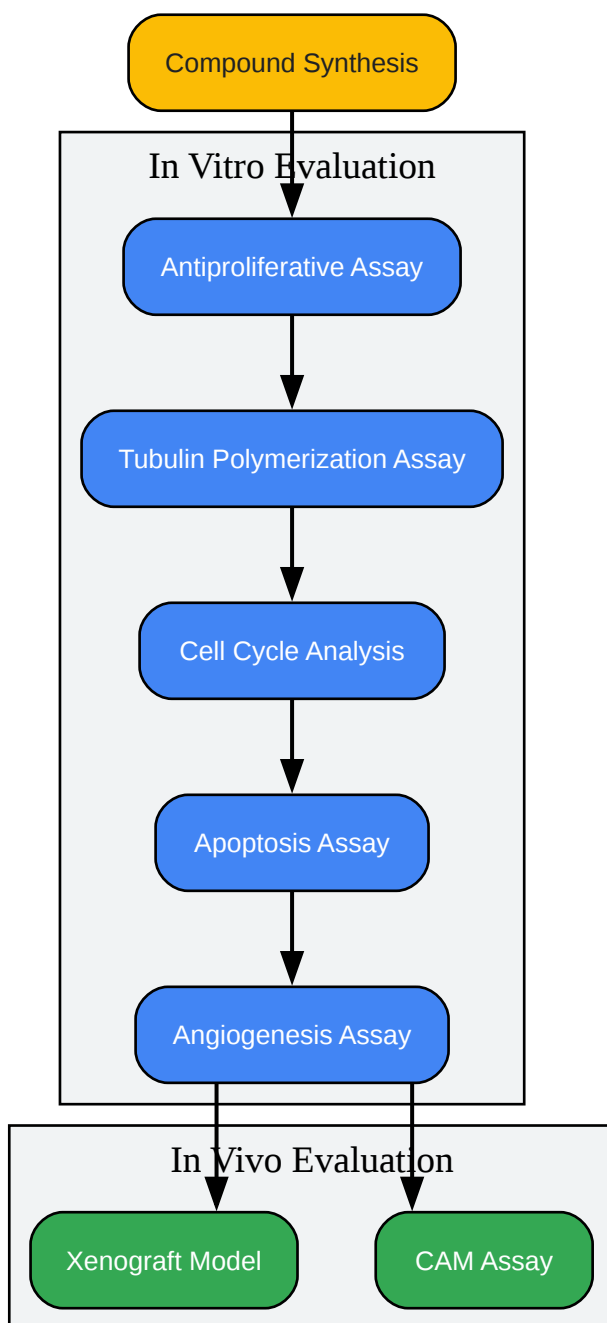 Compound Synthesis
In Vitro Evaluation
Antiproliferative Assay
Tubulin Polymerization Assay
Cell Cycle Analysis
Apoptosis Assay
Angiogenesis Assay
In Vivo Evaluation
Xenograft Model
CAM Assay